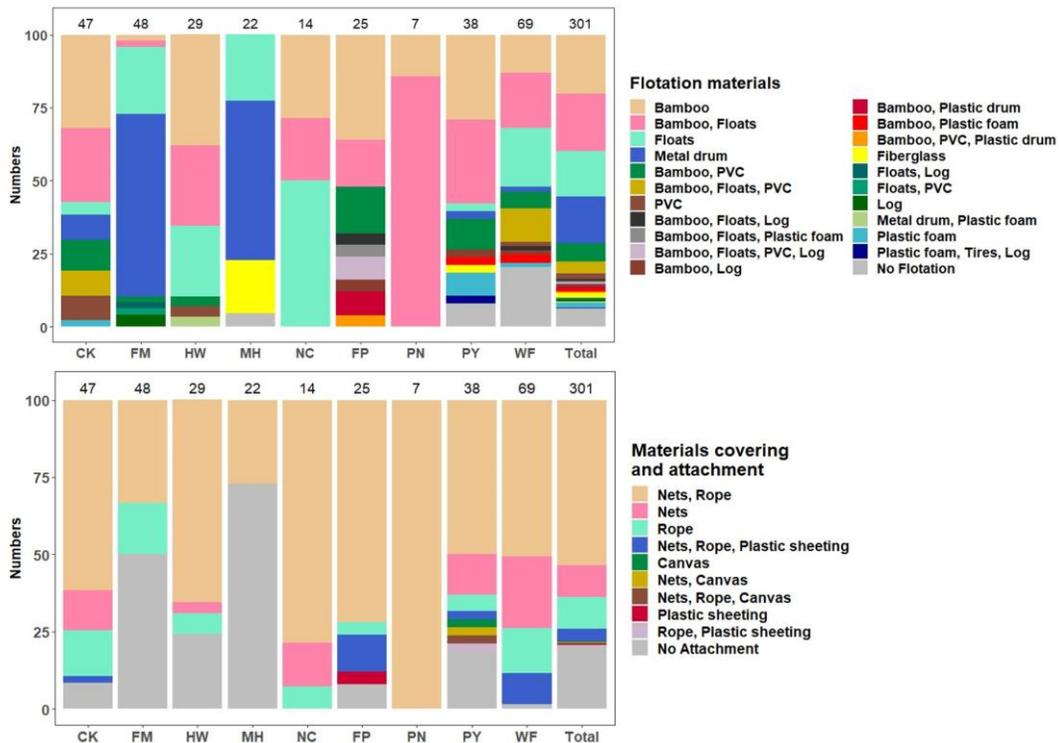 47 48 29 22 14 25 7 38 69 301
100
75
50
25
0
Numbers
CK FM HW MH NC FP PN PY WF Total
Flotation materials
Bamboo
Bamboo, Floats
Floats
Metal drum
Bamboo, PVC
Bamboo, Floats, PVC
PVC
Bamboo, Floats, Log
Bamboo, Floats, Plastic foam
Bamboo, Floats, PVC, Log
Bamboo, Log
Bamboo, Plastic drum
Bamboo, Plastic foam
Bamboo, PVC, Plastic drum
Fiberglass
Floats, Log
Floats, PVC
Log
Metal drum, Plastic foam
Plastic foam
Plastic foam, Tires, Log
No Flotation
47 48 29 22 14 25 7 38 69 301
100
75
50
25
0
Numbers
CK FM HW MH NC FP PN PY WF Total
Materials covering
and attachment
Nets, Rope
Nets
Rope
Nets, Rope, Plastic sheeting
Canvas
Nets, Canvas
Nets, Rope, Canvas
Plastic sheeting
Rope, Plastic sheeting
No Attachment